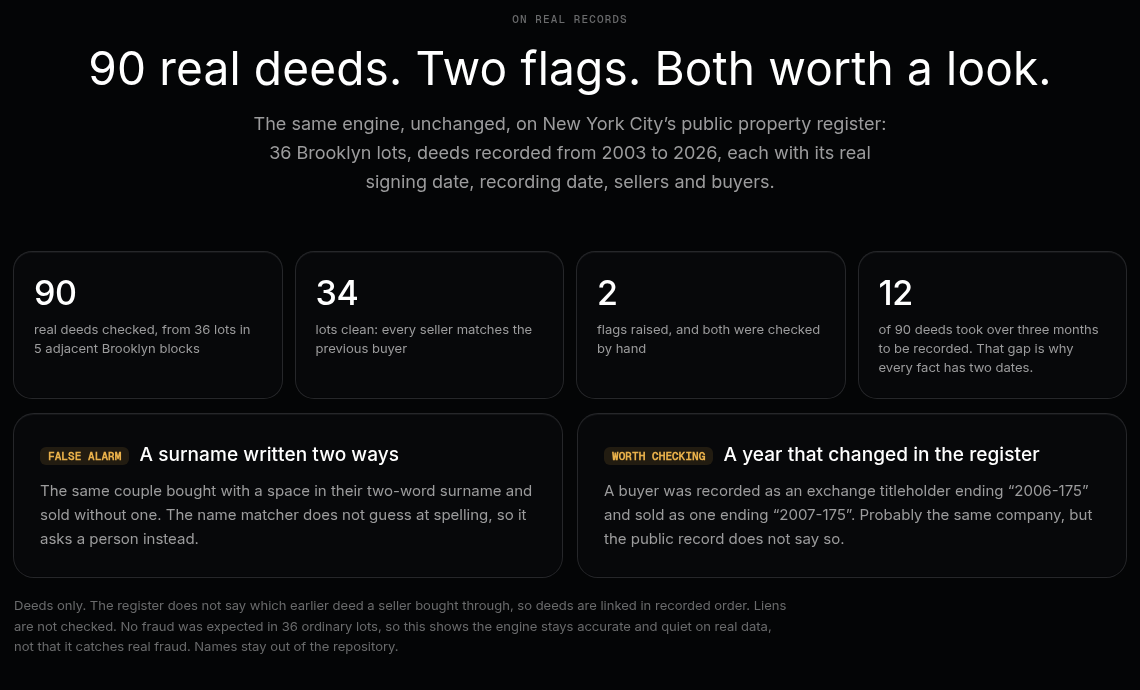 ON REAL RECORDS
90 real deeds. Two flags. Both worth a look.
The same engine, unchanged, on New York City’s public property register:
36 Brooklyn lots, deeds recorded from 2003 to 2026, each with its real
signing date, recording date, sellers and buyers.
90
real deeds checked, from 36 lots in
5 adjacent Brooklyn blocks
34
lots clean: every seller matches the
previous buyer
2
flags raised, and both were checked
by hand
12
of 90 deeds took over three months
to be recorded. That gap is why
every fact has two dates.
FALSE ALARM A surname written two ways
The same couple bought with a space in their two-word surname and
sold without one. The name matcher does not guess at spelling, so it
asks a person instead.
WORTH CHECKING A year that changed in the register
A buyer was recorded as an exchange titleholder ending “2006-175”
and sold as one ending “2007-175”. Probably the same company, but
the public record does not say so.
Deeds only. The register does not say which earlier deed a seller bought through, so deeds are linked in recorded order. Liens
are not checked. No fraud was expected in 36 ordinary lots, so this shows the engine stays accurate and quiet on real data,
not that it catches real fraud. Names stay out of the repository.